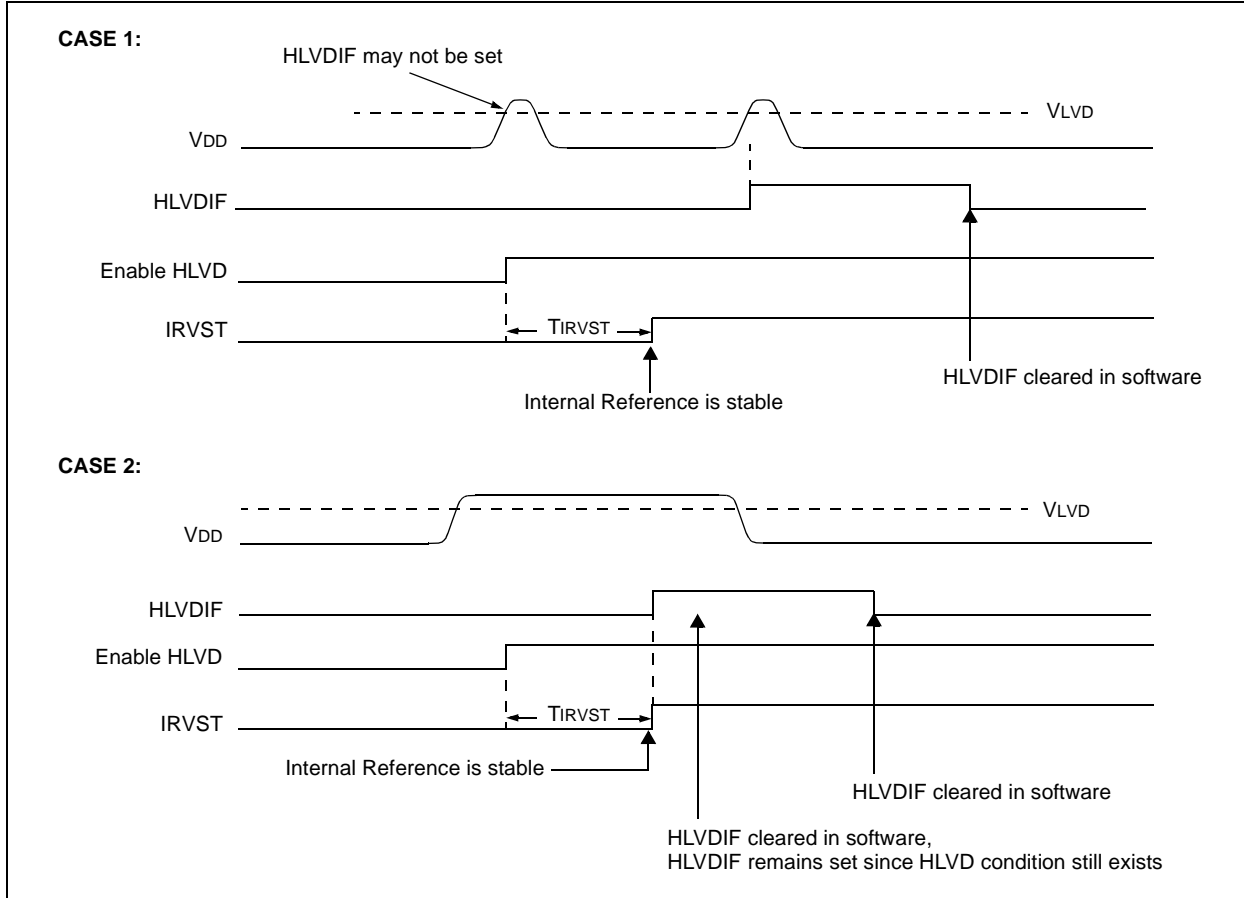 CASE 1:
HLVDIF may not be set
VLVD
VDD
HLVDIF
Enable HLVD
TIRVST
IRVST
HLVDIF cleared in software
Internal Reference is stable
CASE 2:
VLVD
VDD
HLVDIF
Enable HLVD
TIRVST
IRVST
Internal Reference is stable
HLVDIF cleared in software
HLVDIF cleared in software,
HLVDIF remains set since HLVD condition still exists